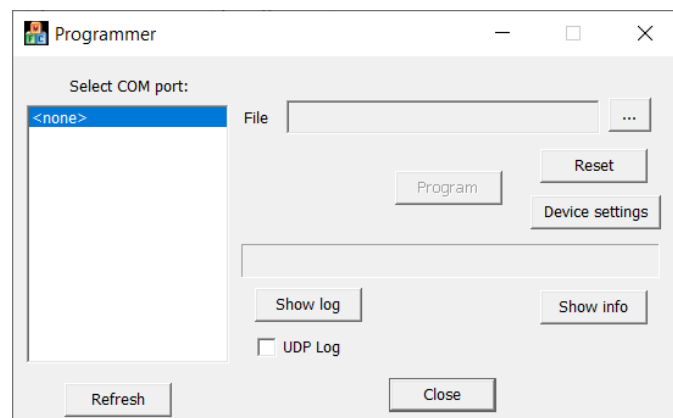 Programmer
Select COM port:
<none>
File
...
Reset
Program
Device settings
Show log
Show info
UDP Log
Refresh
Close